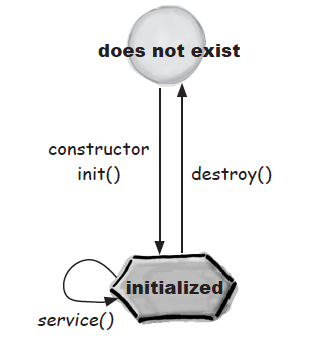 does not exist
constructor
init()
destroy()
initialized
service()